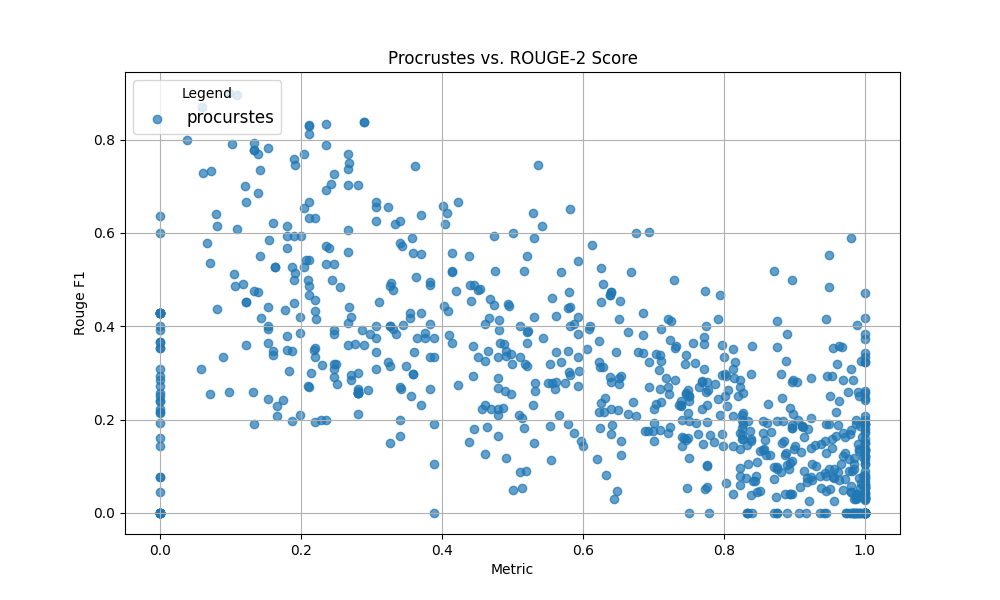 Procrustes vs. ROUGE-2 Score
Legend
procurstes
Rouge F1
0.8
0.6
0.4
0.2
0.0
0.0 0.2 0.4 0.6 0.8 1.0
Metric